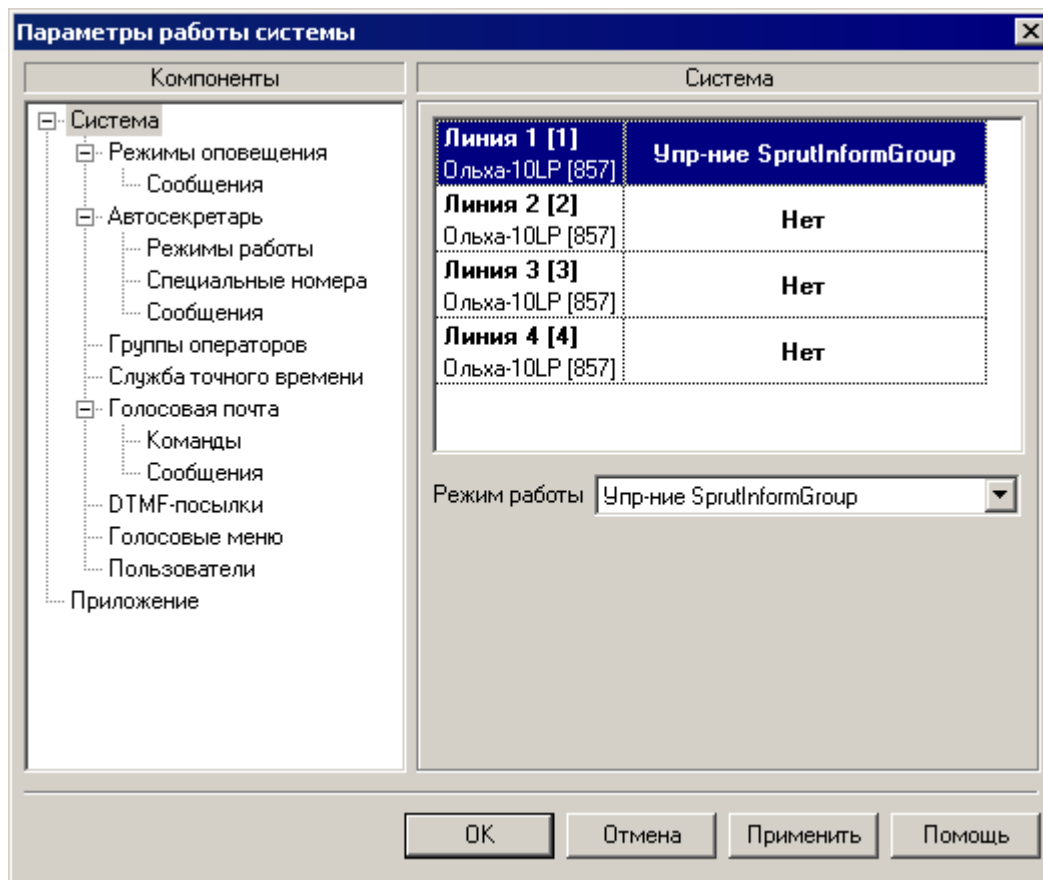 Параметры работы системы
Компоненты
Система
Режимы оповещения
Сообщения
Автосекретарь
Режимы работы
Специальные номера
Сообщения
Группы операторов
Служба точного времени
Голосовая почта
Команды
Сообщения
DTMF-посылки
Голосовые меню
Пользователи
Приложение
Система
Линия 1 [1]
Ольха-10LP [857]
Упр-ние SprutInformGroup
Линия 2 [2]
Ольха-10LP [857]
Нет
Линия 3 [3]
Ольха-10LP [857]
Нет
Линия 4 [4]
Ольха-10LP [857]
Нет
Режим работы
Упр-ние SprutInformGroup
OK
Отмена
Применить
Помощь